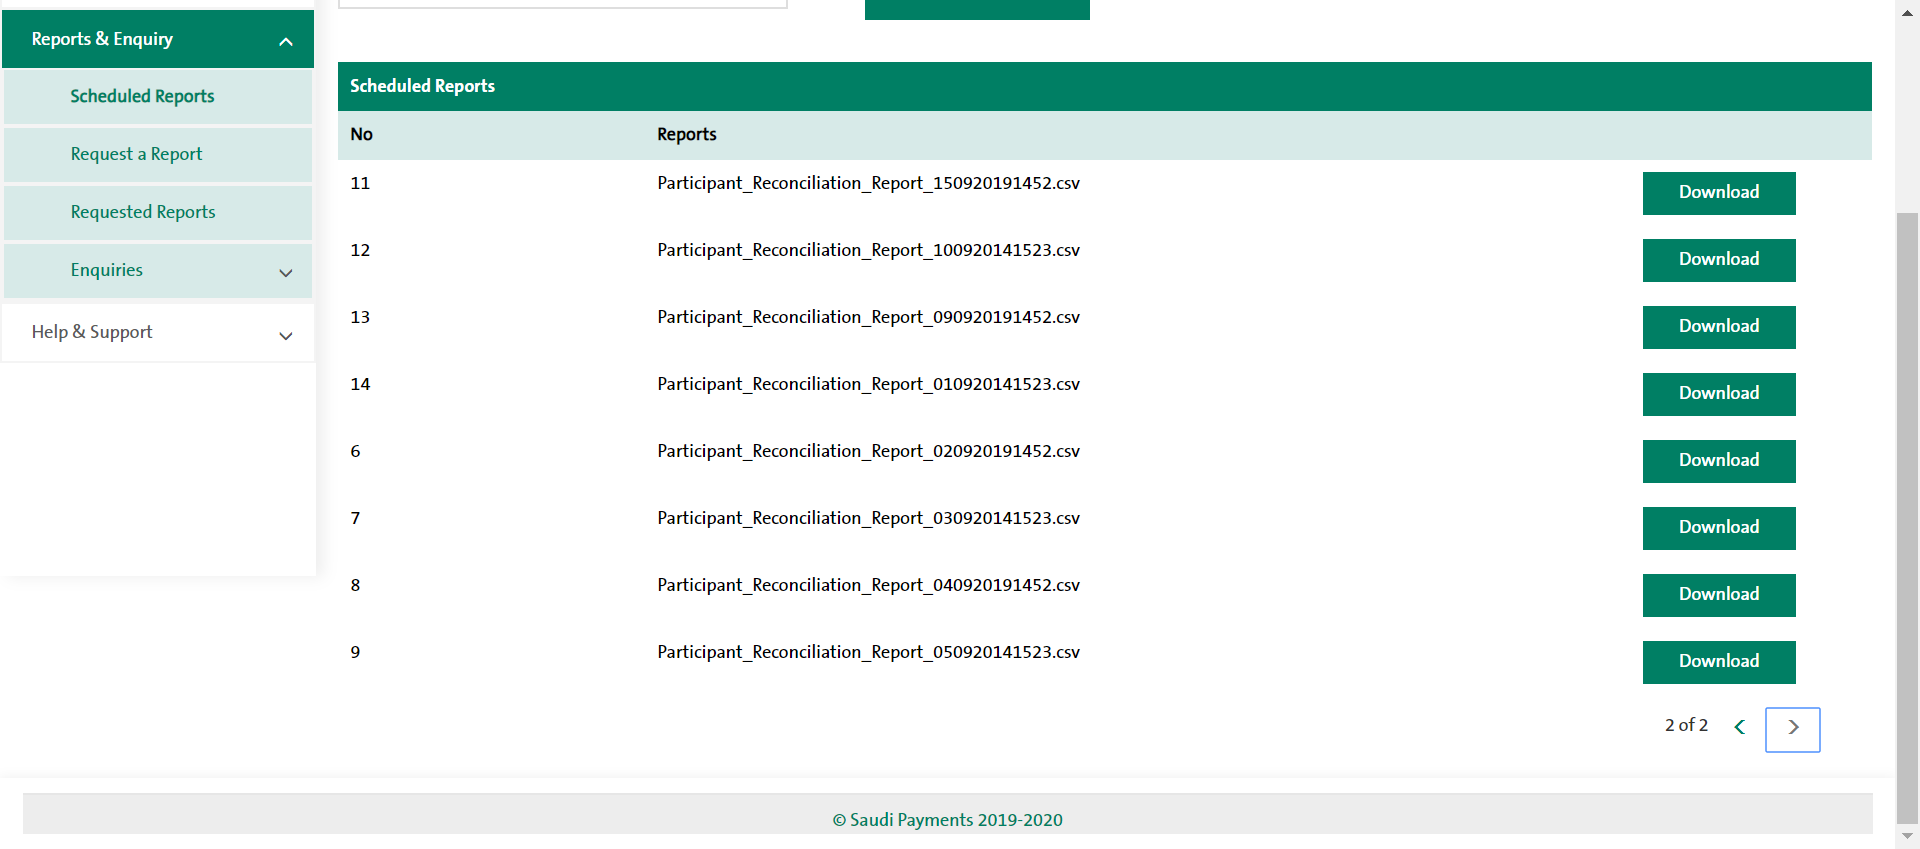 Reports & Enquiry
Scheduled Reports
Request a Report
Requested Reports
Enquiries
Help & Support
Scheduled Reports
No Reports
11 Participant_Reconciliation_Report_150920191452.csv Download
12 Participant_Reconciliation_Report_100920141523.csv Download
13 Participant_Reconciliation_Report_090920191452.csv Download
14 Participant_Reconciliation_Report_010920141523.csv Download
6 Participant_Reconciliation_Report_020920191452.csv Download
7 Participant_Reconciliation_Report_030920141523.csv Download
8 Participant_Reconciliation_Report_040920191452.csv Download
9 Participant_Reconciliation_Report_050920141523.csv Download
2 of 2
© Saudi Payments 2019-2020